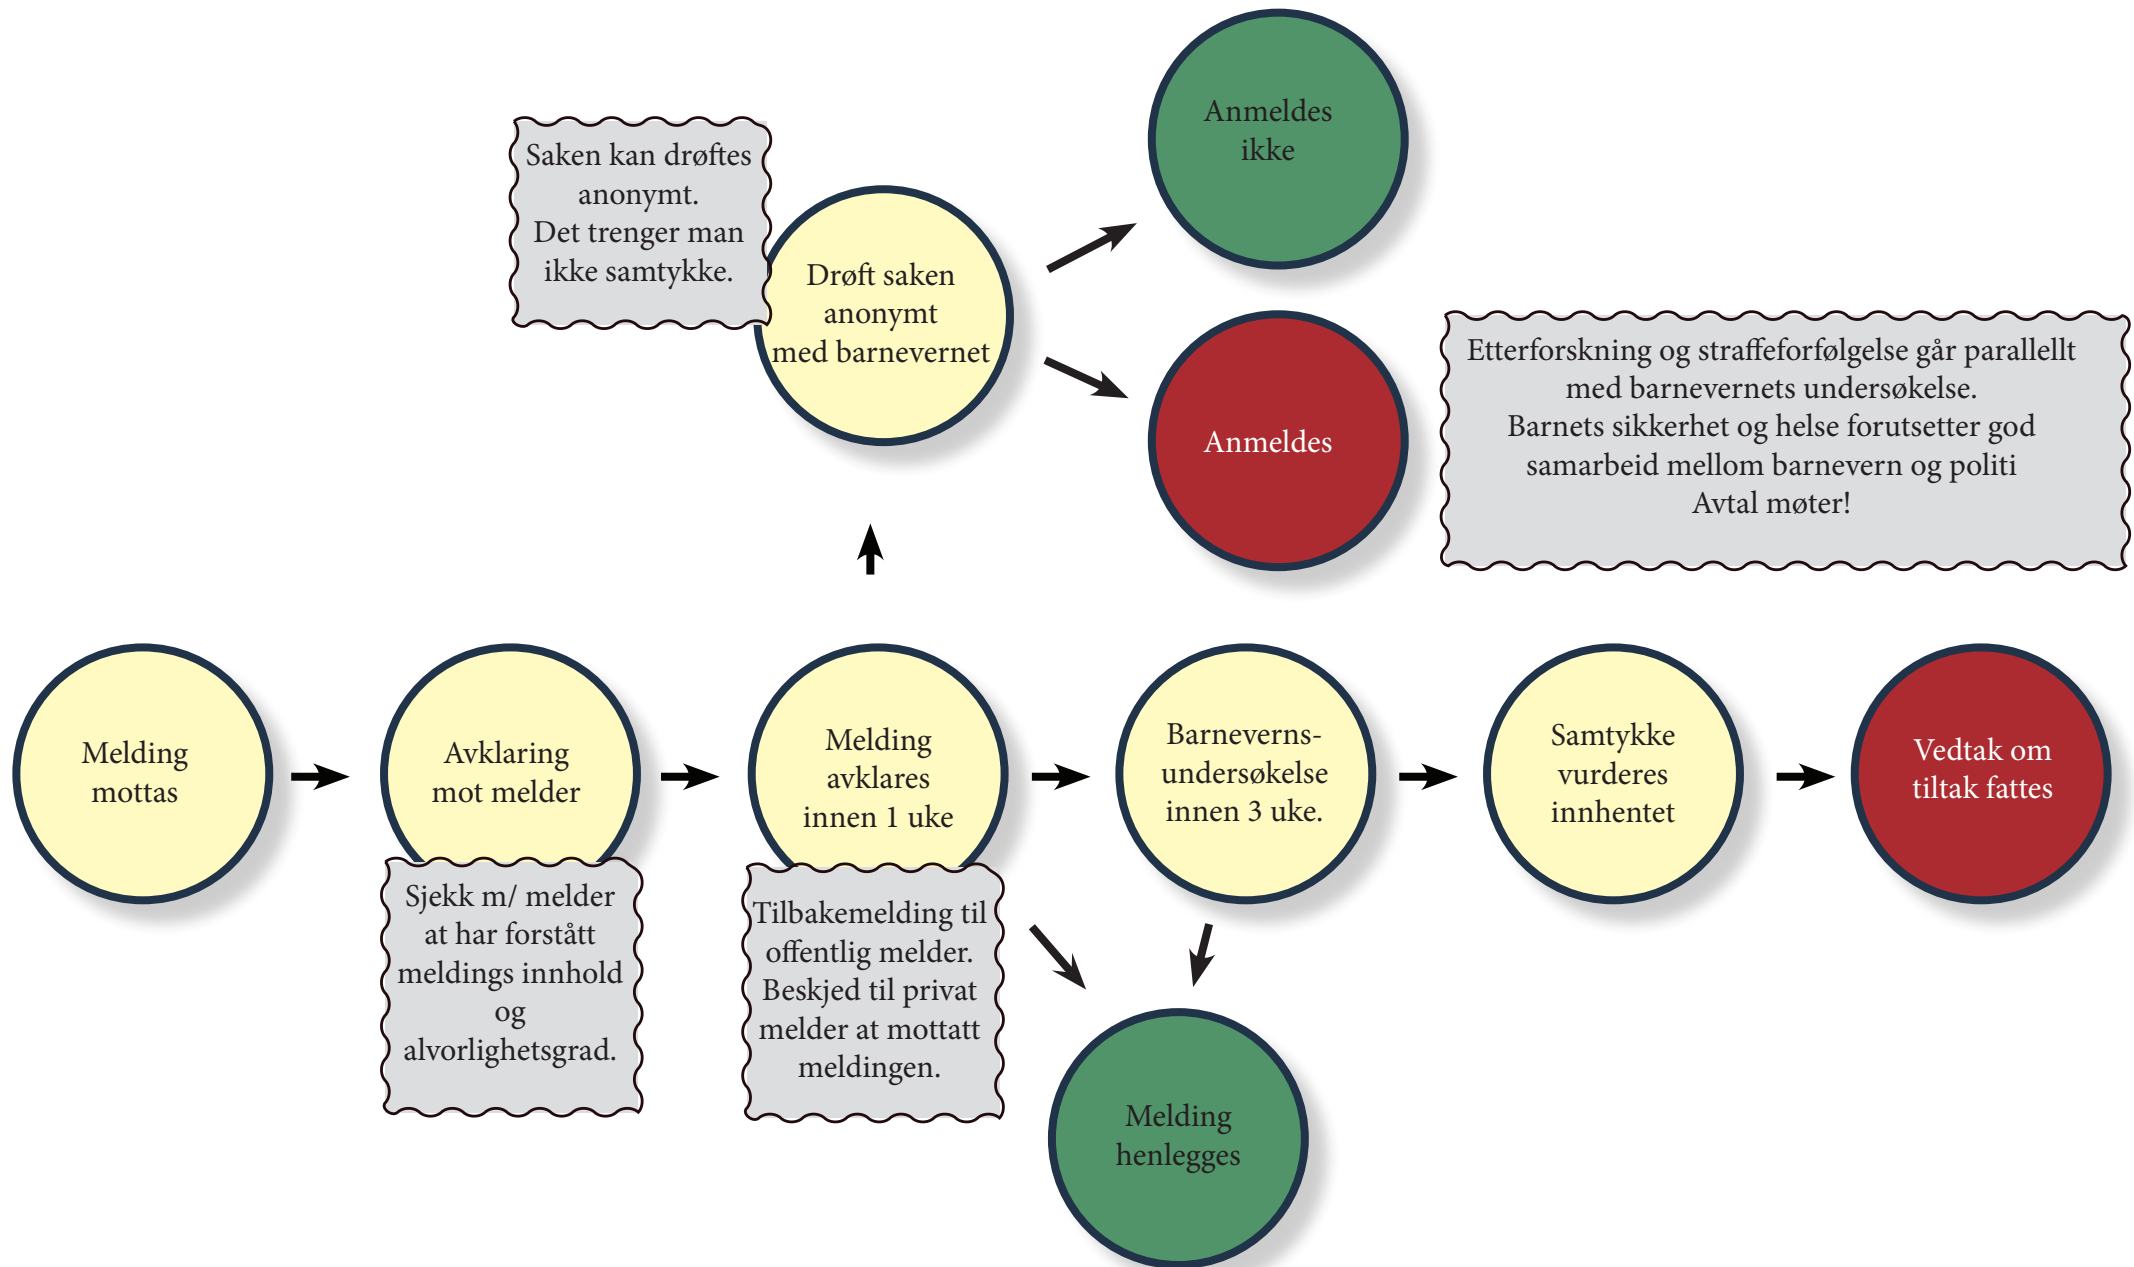 Anmeldes
ikke
Saken kan drøftes
anonymt.
Det trenger man
ikke samtykke.
Drøft saken
anonymt
med barnevernet
Anmeldes
Etterforskning og straffeforfølgelse går parallellt
med barnevernets undersøkelse.
Barnets sikkerhet og helse forutsetter god
samarbeid mellom barnevern og politi
Avtal møter!
Melding
mottas
Avklaring
mot melder
Sjekk m/ melder
at har forstått
meldings innhold
og
alvorlighetsgrad.
Melding
avklares
innen 1 uke
Tilbakemelding til
offentlig melder.
Beskjed til privat
melder at mottatt
meldingen.
Barneverns-
undersøkelse
innen 3 uke.
Samtykke
vurderes
innhentet
Vedtak om
tiltak fattes
Melding
henlegges